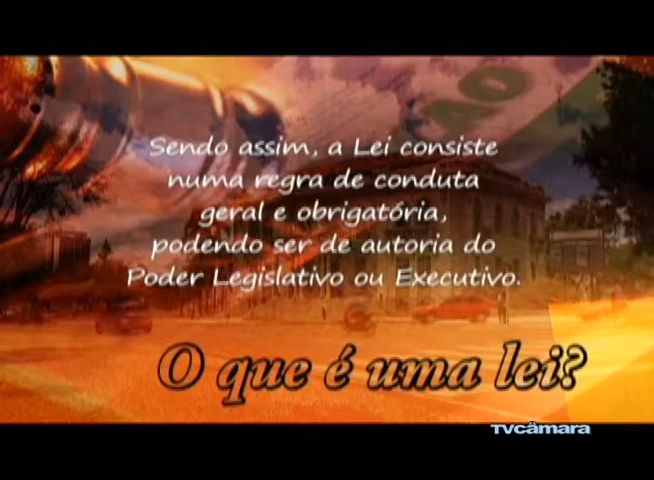 Sendo assim, a Lei consiste
numa regra de conduta
geral e obrigatória,
podendo ser de autoria do
Poder Legislativo ou Executivo.
O que é uma lei?
TVcâmara